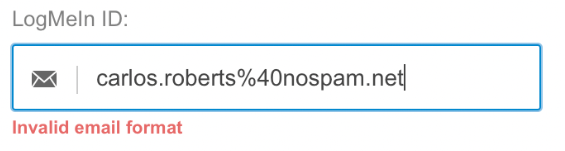 LogMeIn ID:
carlos.roberts%40nospam.net
Invalid email format